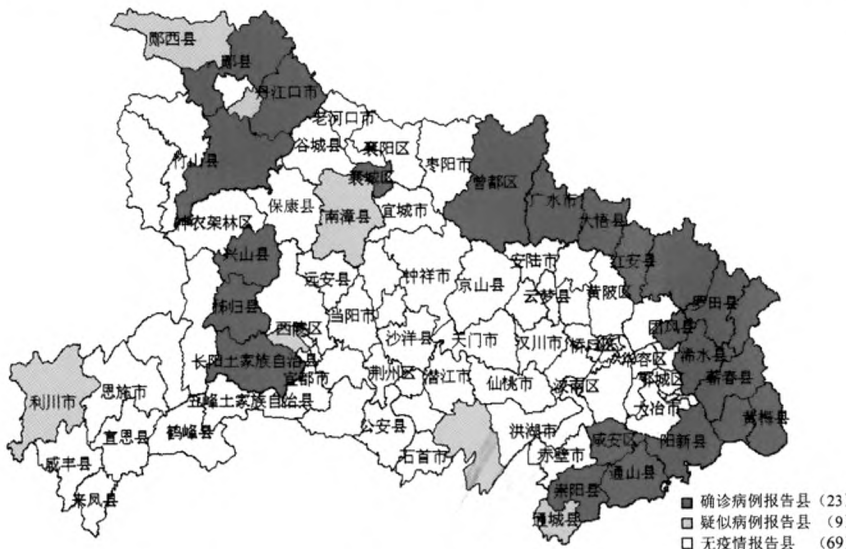 郧西县
郧县
丹江口市
老河口市
谷城县
襄阳区
枣阳市
竹山县
襄城区
曾都区
保康县
南漳县
宜城市
广水市
神农架林区
大悟县
兴山县
红安县
远安县
钟祥市
京山县
安陆市
秭归县
云梦县
黄陂区
罗田县
西陵区
当阳市
沙洋县
天门市
汉川市
团风县
长阳土家族自治县
浠水县
恩施市
宜都市
荆州区
潜江市
仙桃市
蕲春县
利川市
五峰土家族自治县
大冶市
黄梅县
宣恩县
鹤峰县
公安县
洪湖市
咸安区
阳新县
咸丰县
石首市
赤壁市
通山县
来凤县
崇阳县
通城县
确诊病例报告县（23）
疑似病例报告县（9
无疫情报告县（69